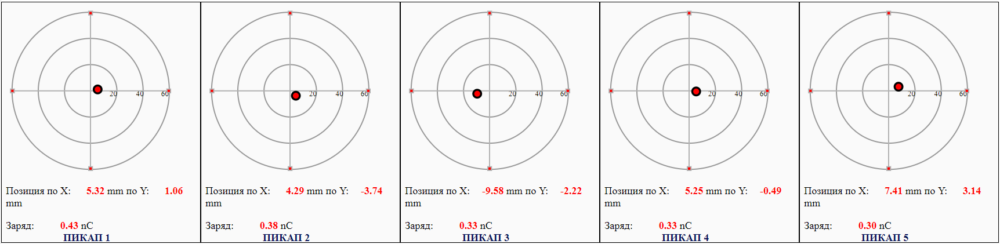 20 40 60
Позиция по X: 5.32 mm по Y: 1.06
mm
Заряд: 0.43 nC
ПИКАП 1
20 40 60
Позиция по X: 4.29 mm по Y: -3.74
mm
Заряд: 0.38 nC
ПИКАП 2
20 40 60
Позиция по X: -9.58 mm по Y: -2.22
mm
Заряд: 0.33 nC
ПИКАП 3
20 40 60
Позиция по X: 5.25 mm по Y: -0.49
mm
Заряд: 0.33 nC
ПИКАП 4
20 40 60
Позиция по X: 7.41 mm по Y: 3.14
mm
Заряд: 0.30 nC
ПИКАП 5